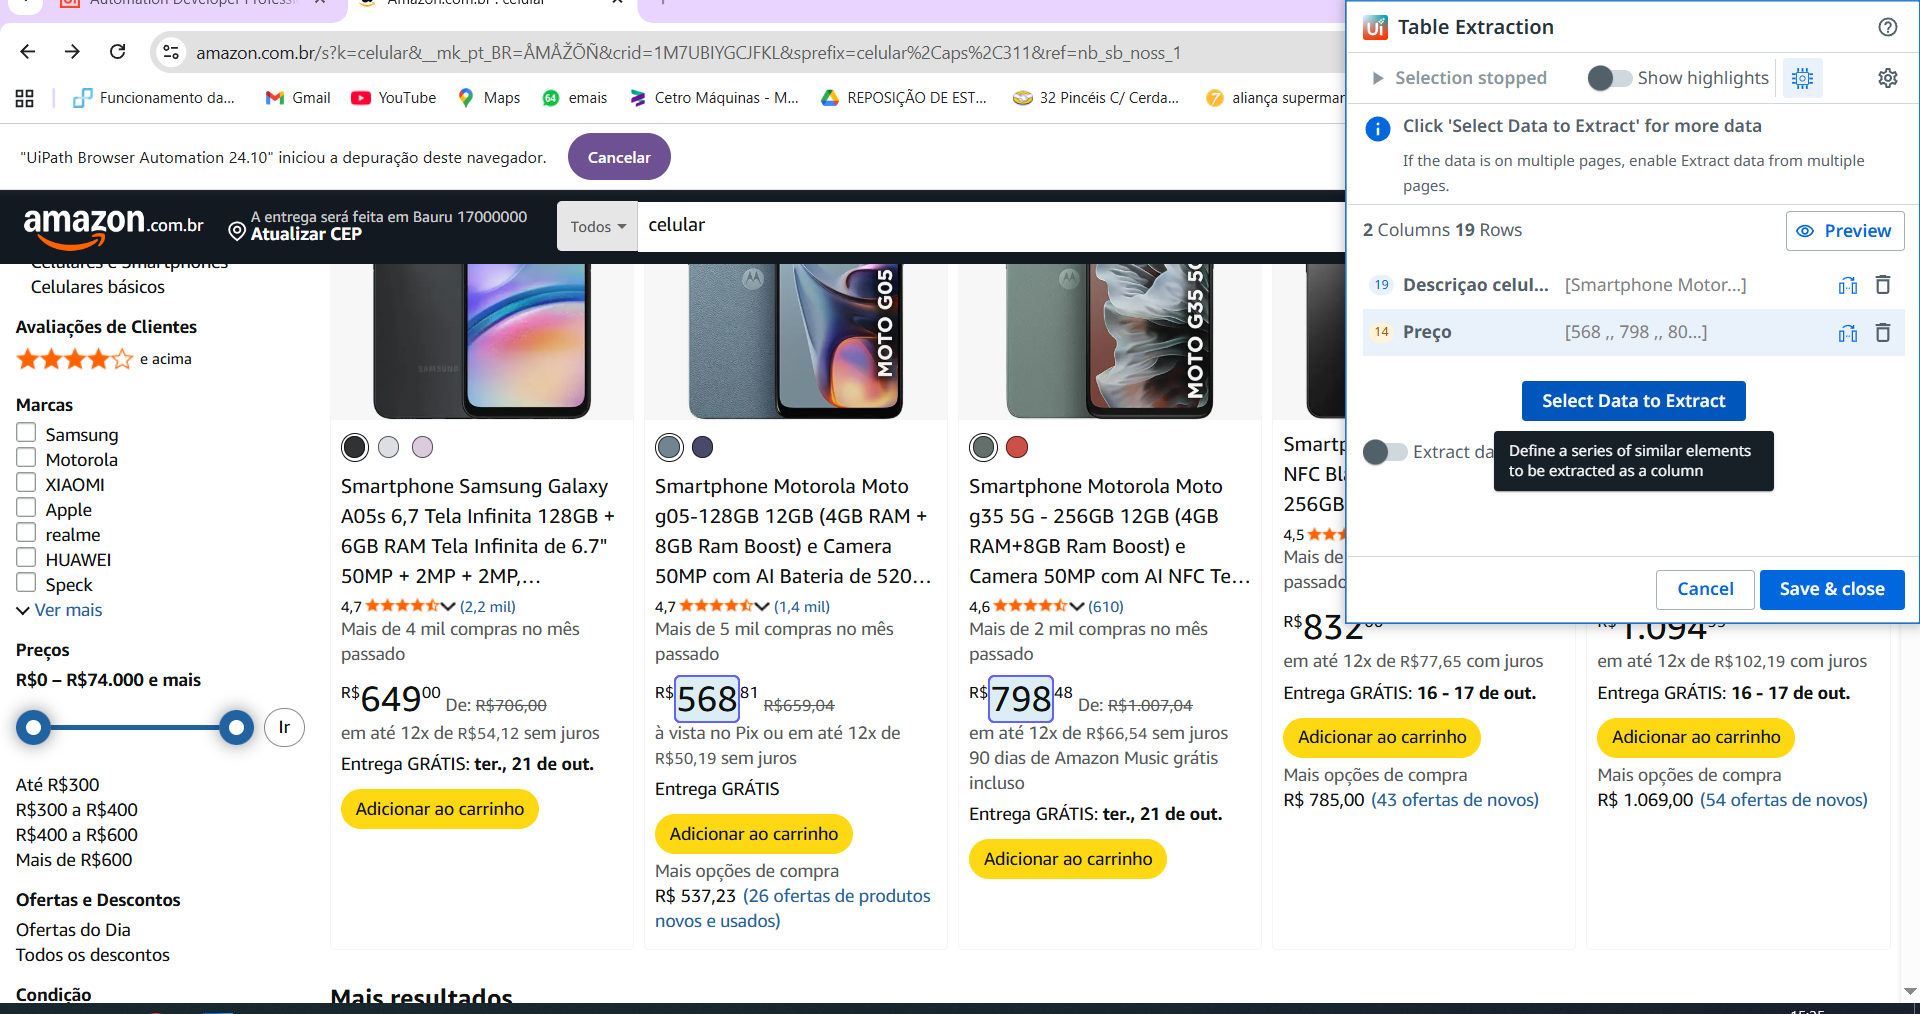 Automation Developer Profess
Amazon.com.br : celular
amazon.com.br/s?k=celular&__mk_pt_BR=ÅMÅŽÕÑ&crid=1M7UBIYGCJFKL&sprefix=celular%2Caps%2C311&ref=nb_sb_noss_1
Funcionamento da...
Gmail
YouTube
Maps
64
emais
Cetro Máquinas - M...
REPOSIÇÃO DE EST...
32 Pincéis C/ Cerda...
aliança supermar
"UiPath Browser Automation 24.10" iniciou a depuração deste navegador.
Cancelar
amazon.com.br
A entrega será feita em Bauru 17000000
Atualizar CEP
Todos
celular
Celulares e Smartphones
Celulares básicos
Avaliações de Clientes
e acima
Marcas
Samsung
Motorola
XIAOMI
Apple
realme
HUAWEI
Speck
Ver mais
Preços
R$0 – R$74.000 e mais
Ir
Até R$300
R$300 a R$400
R$400 a R$600
Mais de R$600
Ofertas e Descontos
Ofertas do Dia
Todos os descontos
Condição
SAMSUNG
Smartphone Samsung Galaxy
A05s 6,7 Tela Infinita 128GB +
6GB RAM Tela Infinita de 6.7"
50MP + 2MP + 2MP,...
4,7
(2,2 mil)
Mais de 4 mil compras no mês
passado
R$649 00 De: R$706,00
em até 12x de R$54,12 sem juros
Entrega GRÁTIS: ter., 21 de out.
Adicionar ao carrinho
MOTO G05
Smartphone Motorola Moto
g05-128GB 12GB (4GB RAM +
8GB Ram Boost) e Camera
50MP com AI Bateria de 520...
4,7
(1,4 mil)
Mais de 5 mil compras no mês
passado
R$568 81 R$659,04
à vista no Pix ou em até 12x de
R$50,19 sem juros
Entrega GRÁTIS
Adicionar ao carrinho
Mais opções de compra
R$ 537,23 (26 ofertas de produtos
novos e usados)
MOTO G35 5G
Smartphone Motorola Moto
g35 5G - 256GB 12GB (4GB
RAM+8GB Ram Boost) e
Camera 50MP com AI NFC Te...
4,6
(610)
Mais de 2 mil compras no mês
passado
R$798 48 De: R$1.007,04
em até 12x de R$66,54 sem juros
90 dias de Amazon Music grátis
incluso
Entrega GRÁTIS: ter., 21 de out.
Adicionar ao carrinho
Smartp
NFC Bl
256GB
4,5
Mais de
passado
R$832
em até 12x de R$77,65 com juros
Entrega GRÁTIS: 16 - 17 de out.
Adicionar ao carrinho
Mais opções de compra
R$ 785,00 (43 ofertas de novos)
R$1.094
em até 12x de R$102,19 com juros
Entrega GRÁTIS: 16 - 17 de out.
Adicionar ao carrinho
Mais opções de compra
R$ 1.069,00 (54 ofertas de novos)
Mais resultados
Ui Table Extraction
Selection stopped
Show highlights
Click 'Select Data to Extract' for more data
If the data is on multiple pages, enable Extract data from multiple
pages.
2 Columns 19 Rows
Preview
19 Descriçao celul... [Smartphone Motor...]
14 Preço [568 ,, 798 ,, 80...]
Select Data to Extract
Extract da
Define a series of similar elements
to be extracted as a column
Cancel
Save & close